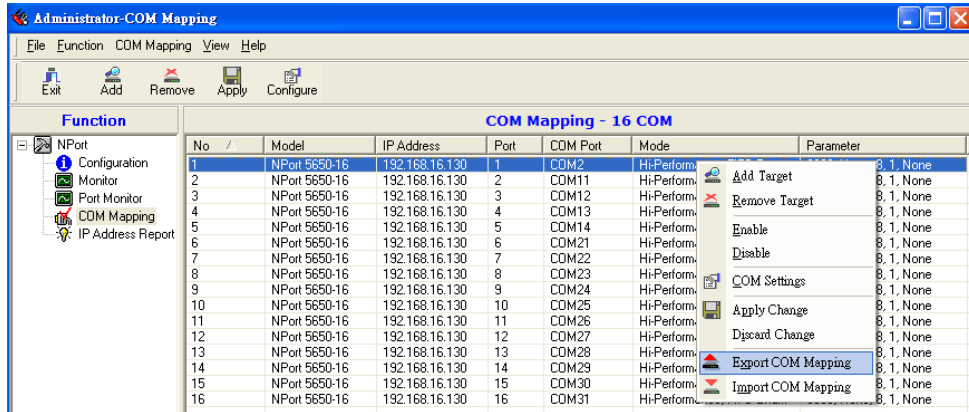 Administrator-COM Mapping
File Function COM Mapping View Help
Exit Add Remove Apply Configure
Function
COM Mapping - 16 COM
NPort
Configuration
Monitor
Port Monitor
COM Mapping
IP Address Report
No Model IP Address Port COM Port Mode Parameter
1 NPort 5650-16 192.168.16.130 1 COM2 Hi-Perform 8, 1, None
2 NPort 5650-16 192.168.16.130 2 COM11 Hi-Perform 8, 1, None
3 NPort 5650-16 192.168.16.130 3 COM12 Hi-Perform 8, 1, None
4 NPort 5650-16 192.168.16.130 4 COM13 Hi-Perform 8, 1, None
5 NPort 5650-16 192.168.16.130 5 COM14 Hi-Perform 8, 1, None
6 NPort 5650-16 192.168.16.130 6 COM21 Hi-Perform 8, 1, None
7 NPort 5650-16 192.168.16.130 7 COM22 Hi-Perform 8, 1, None
8 NPort 5650-16 192.168.16.130 8 COM23 Hi-Perform 8, 1, None
9 NPort 5650-16 192.168.16.130 9 COM24 Hi-Perform 8, 1, None
10 NPort 5650-16 192.168.16.130 10 COM25 Hi-Perform 8, 1, None
11 NPort 5650-16 192.168.16.130 11 COM26 Hi-Perform 8, 1, None
12 NPort 5650-16 192.168.16.130 12 COM27 Hi-Perform 8, 1, None
13 NPort 5650-16 192.168.16.130 13 COM28 Hi-Perform 8, 1, None
14 NPort 5650-16 192.168.16.130 14 COM29 Hi-Perform 8, 1, None
15 NPort 5650-16 192.168.16.130 15 COM30 Hi-Perform 8, 1, None
16 NPort 5650-16 192.168.16.130 16 COM31 Hi-Perform
Add Target
Remove Target
Enable
Disable
COM Settings
Apply Change
Discard Change
Export COM Mapping
Import COM Mapping